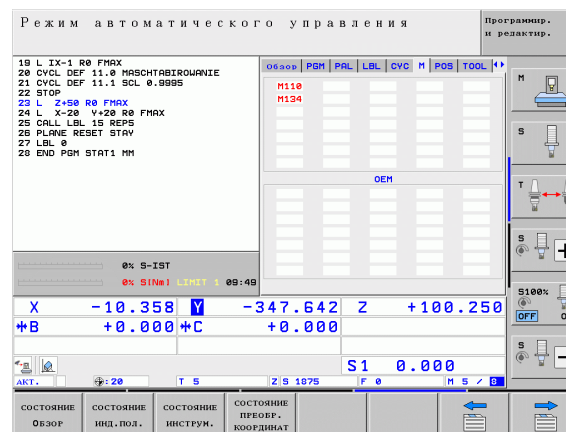 Режим автоматического управления
Программир.
и редактир.
19 L IX-1 R0 FMAX
20 CYCL DEF 11.0 MASCHTABIROWANIE
21 CYCL DEF 11.1 SCL 0.9995
22 STOP
23 L Z+50 R0 FMAX
24 L X-20 Y+20 R0 FMAX
25 CALL LBL 15 REP5
26 PLANE RESET STAY
27 LBL 0
28 END PGM STAT1 MM
Обзор PGM PAL LBL CYC M POS TOOL
M110
M134
OEM
0% S-IST
0% S[Nm] LIMIT 1 09:49
X -10.358 Y -347.642 Z +100.250
B +0.000 C +0.000
S1 0.000
АКТ. : 20 T 5 Z S 1875 F 0 M 5 / 8
M
S
T
S
S100%
OFF
S
СОСТОЯНИЕ
Обзор
СОСТОЯНИЕ
ИНД.ПОЛ.
СОСТОЯНИЕ
ИНСТРУМ.
СОСТОЯНИЕ
ПРЕОБР.
КООРДИНАТ